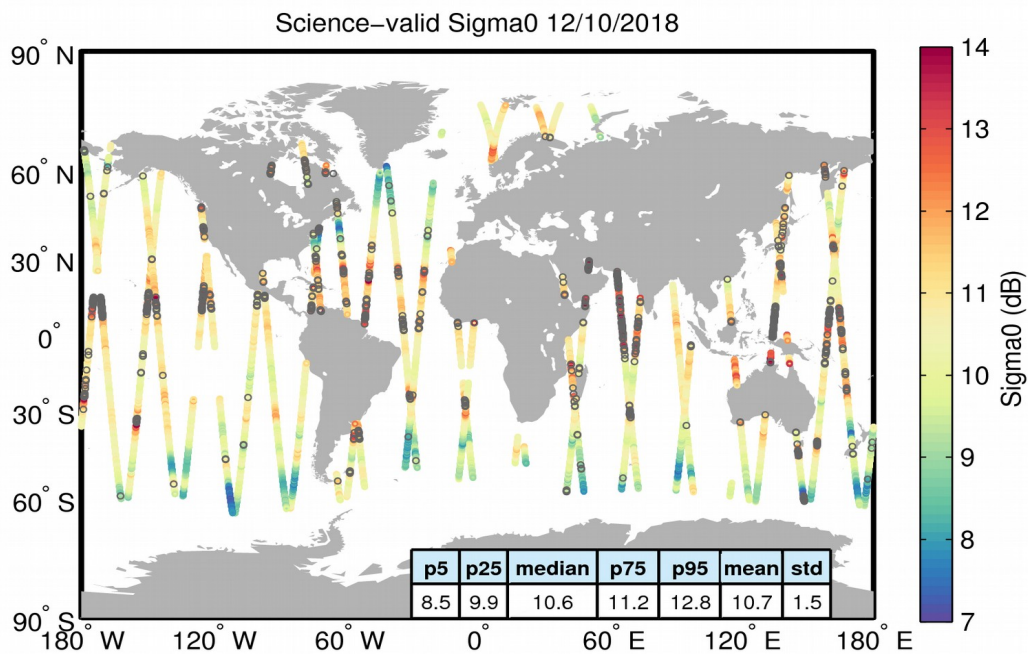 Science−valid Sigma0 12/10/2018
90° N
60° N
30° N
0°
30° S
60° S
90° S
180° W
120° W
60° W
0°
60° E
120° E
180° E
p5 p25 median p75 p95 mean std
8.5 9.9 10.6 11.2 12.8 10.7 1.5
14
13
12
11
10
9
8
7
Sigma0 (dB)